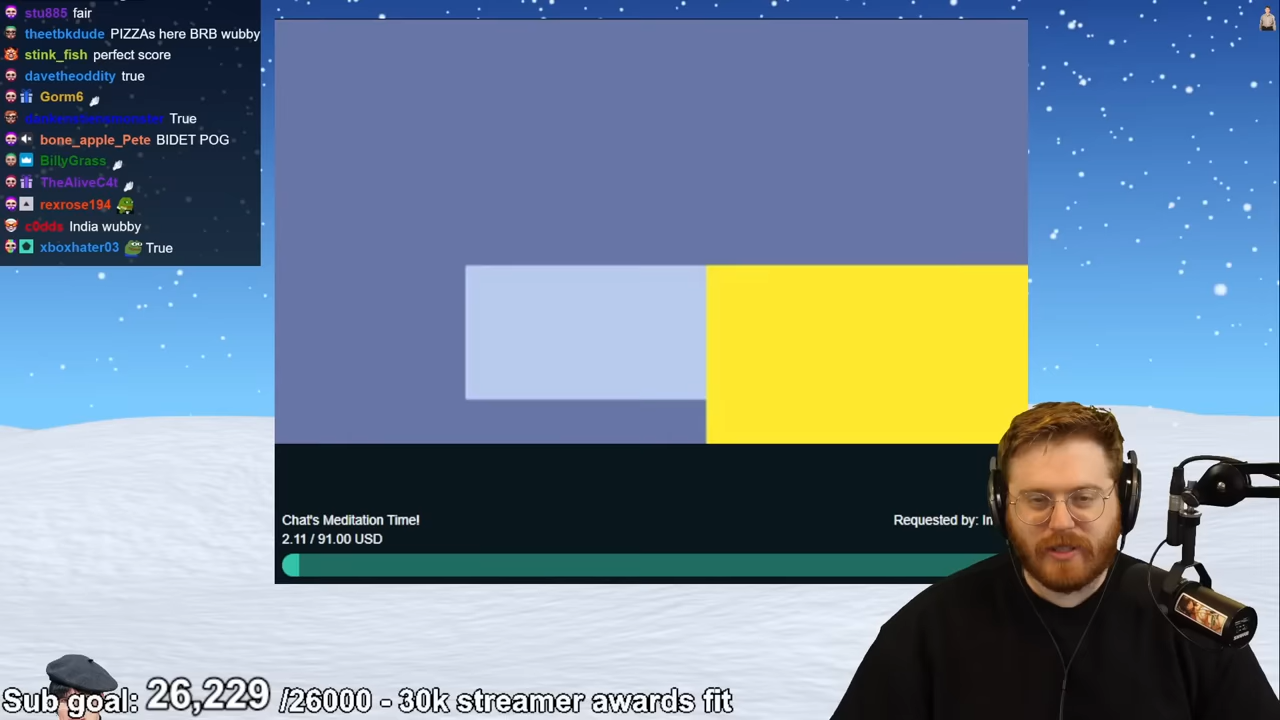 stu885 fair
theetbkdude PIZZAs here BRB wubby
stink_fish perfect score
davetheoddity true
Gorm6
True
bone_apple_Pete BIDET POG
BillyGrass
TheAliveC4t
rexrose194
c0dds India wubby
xboxhater03 True
Chat's Meditation Time!
Requested by: In
2.11 / 91.00 USD
Sub goal: 26,229 /26000 - 30k streamer awards fit